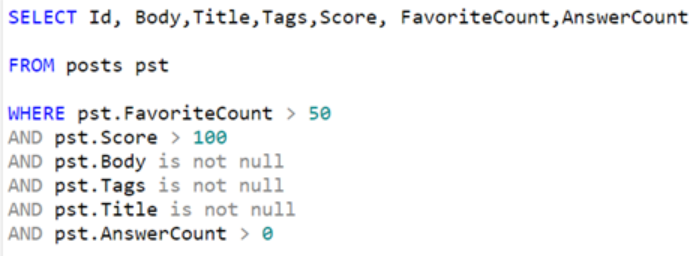 SELECT Id, Body,Title,Tags,Score, FavoriteCount,AnswerCount
FROM posts pst
WHERE pst.FavoriteCount > 50
AND pst.Score > 100
AND pst.Body is not null
AND pst.Tags is not null
AND pst.Title is not null
AND pst.AnswerCount > 0